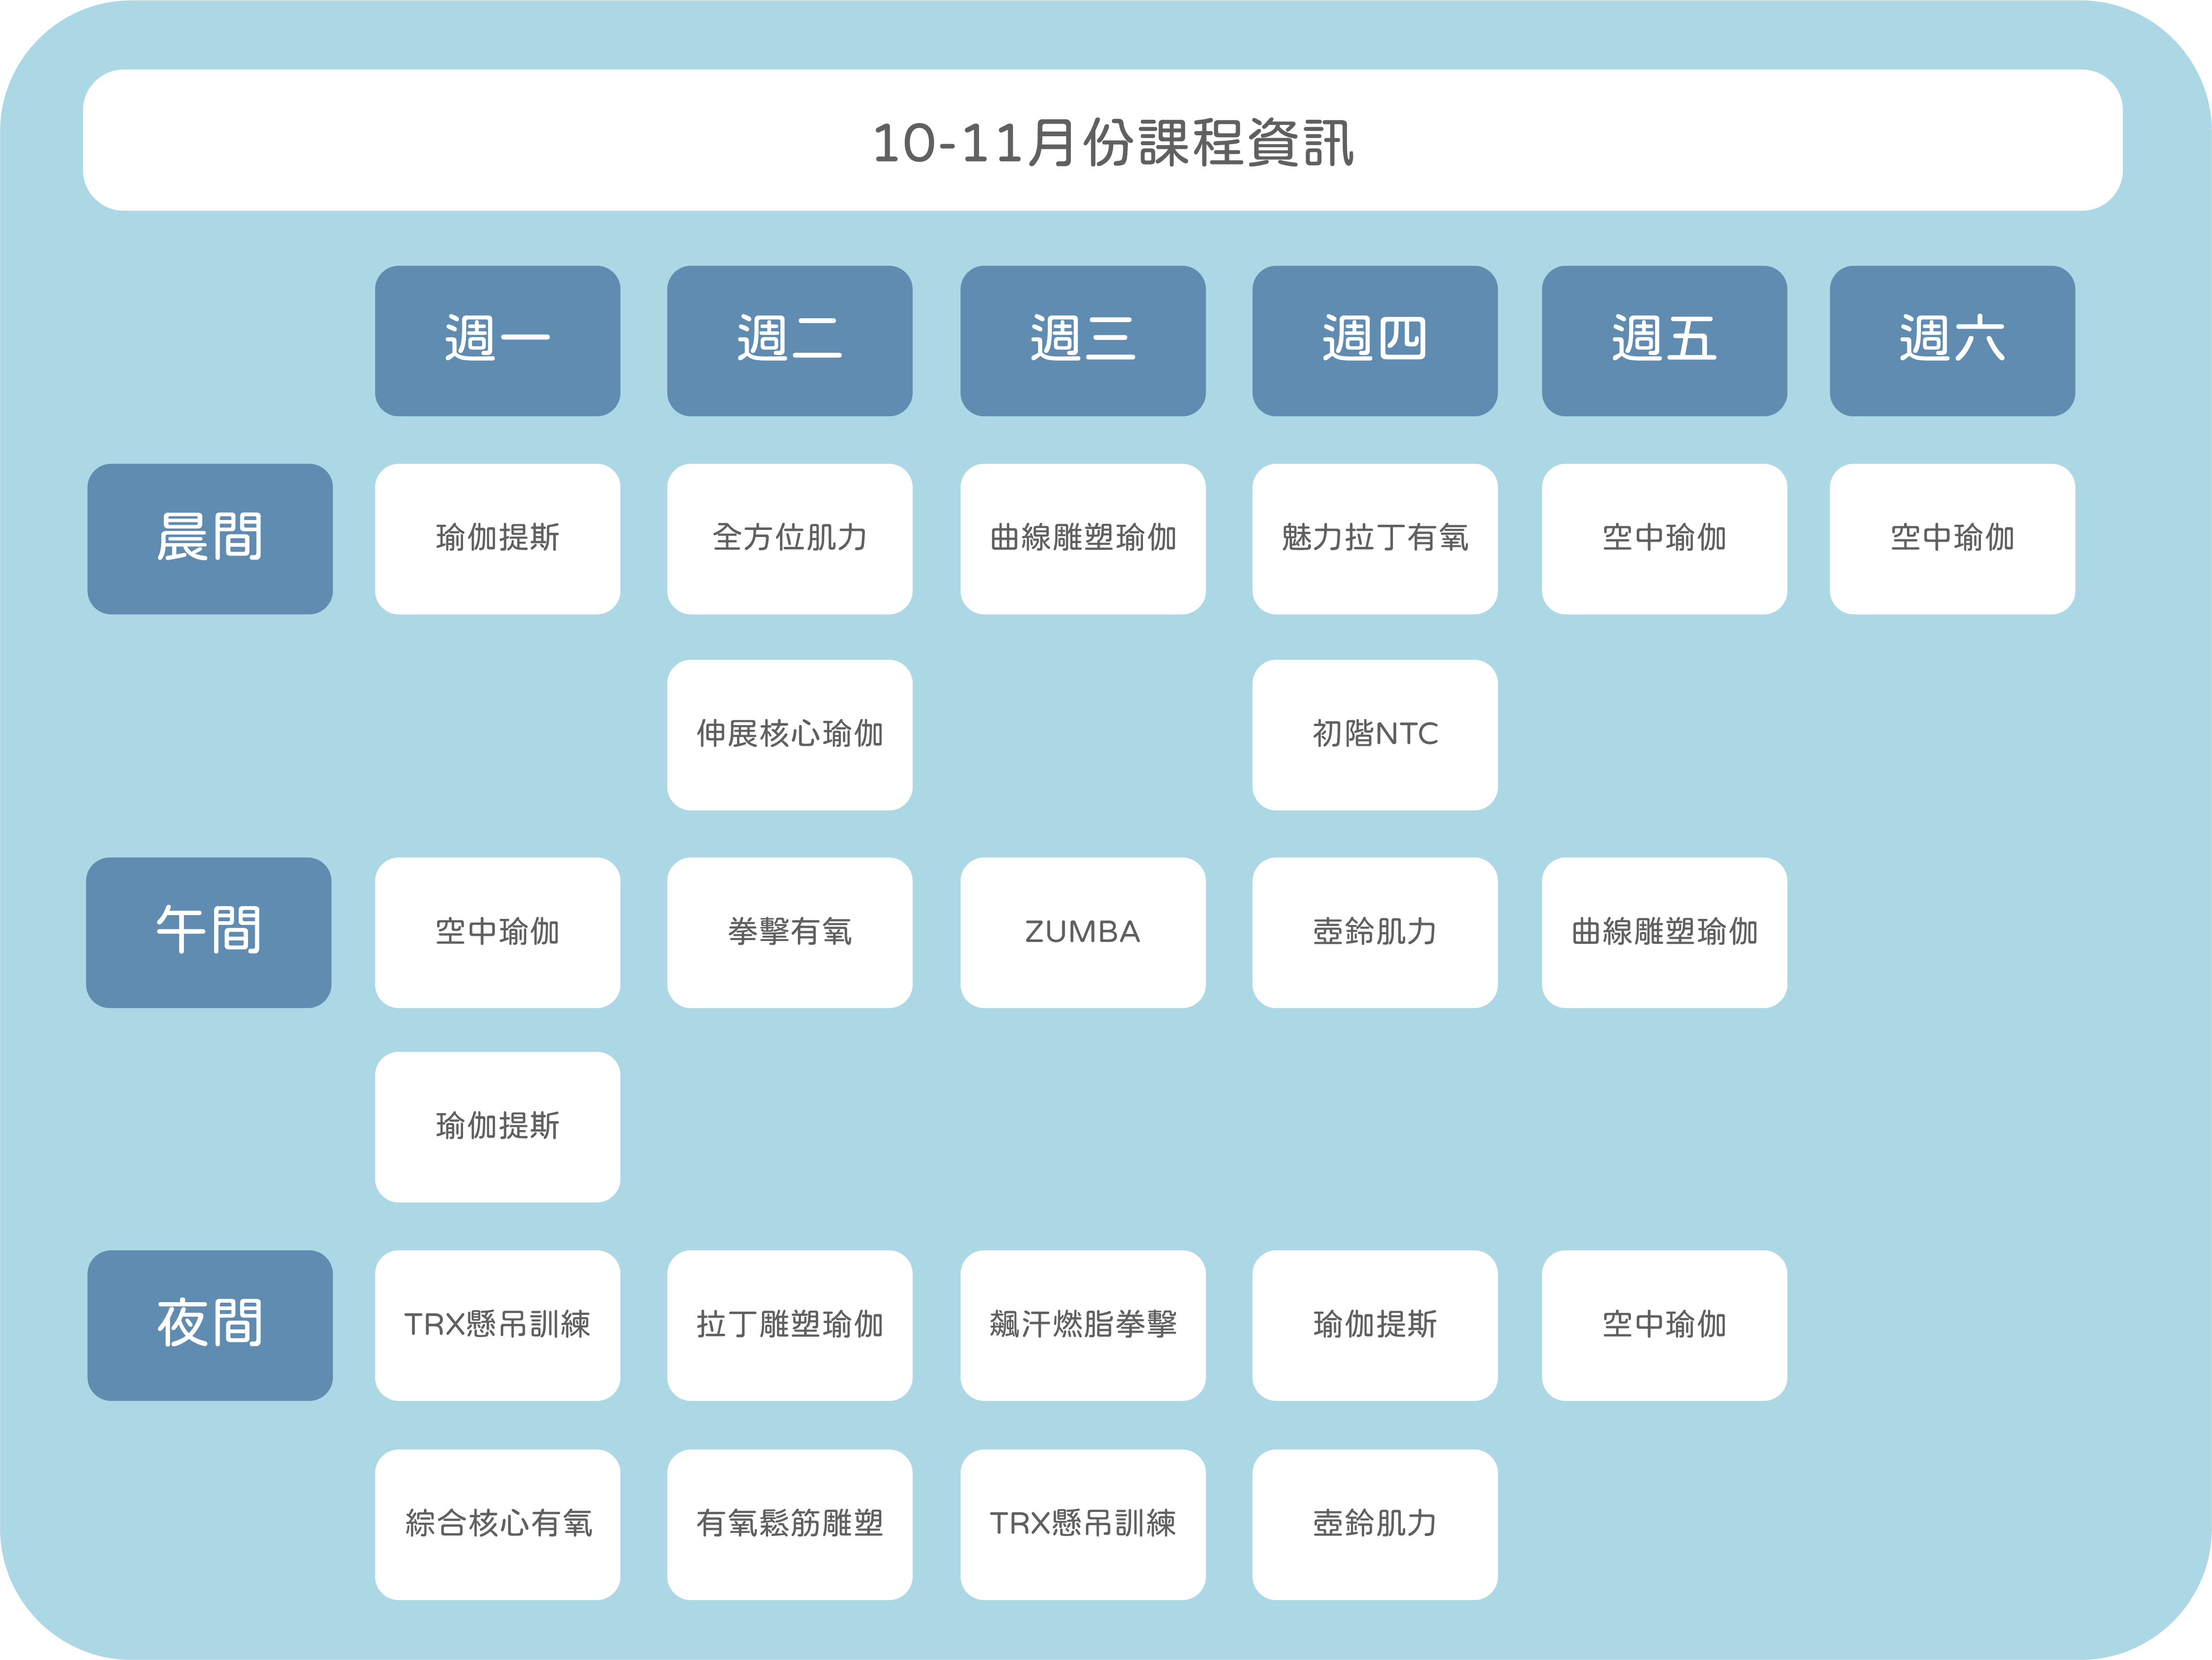 10-11月份課程資訊
週一 週二 週三 週四 週五 週六
晨間 瑜伽提斯 全方位肌力 曲線雕塑瑜伽 魅力拉丁有氧 空中瑜伽 空中瑜伽
伸展核心瑜伽 初階NTC
午間 空中瑜伽 拳擊有氧 ZUMBA 壺鈴肌力 曲線雕塑瑜伽
瑜伽提斯
夜間 TRX懸吊訓練 拉丁雕塑瑜伽 飆汗燃脂拳擊 瑜伽提斯 空中瑜伽
綜合核心有氧 有氧鬆筋雕塑 TRX懸吊訓練 壺鈴肌力